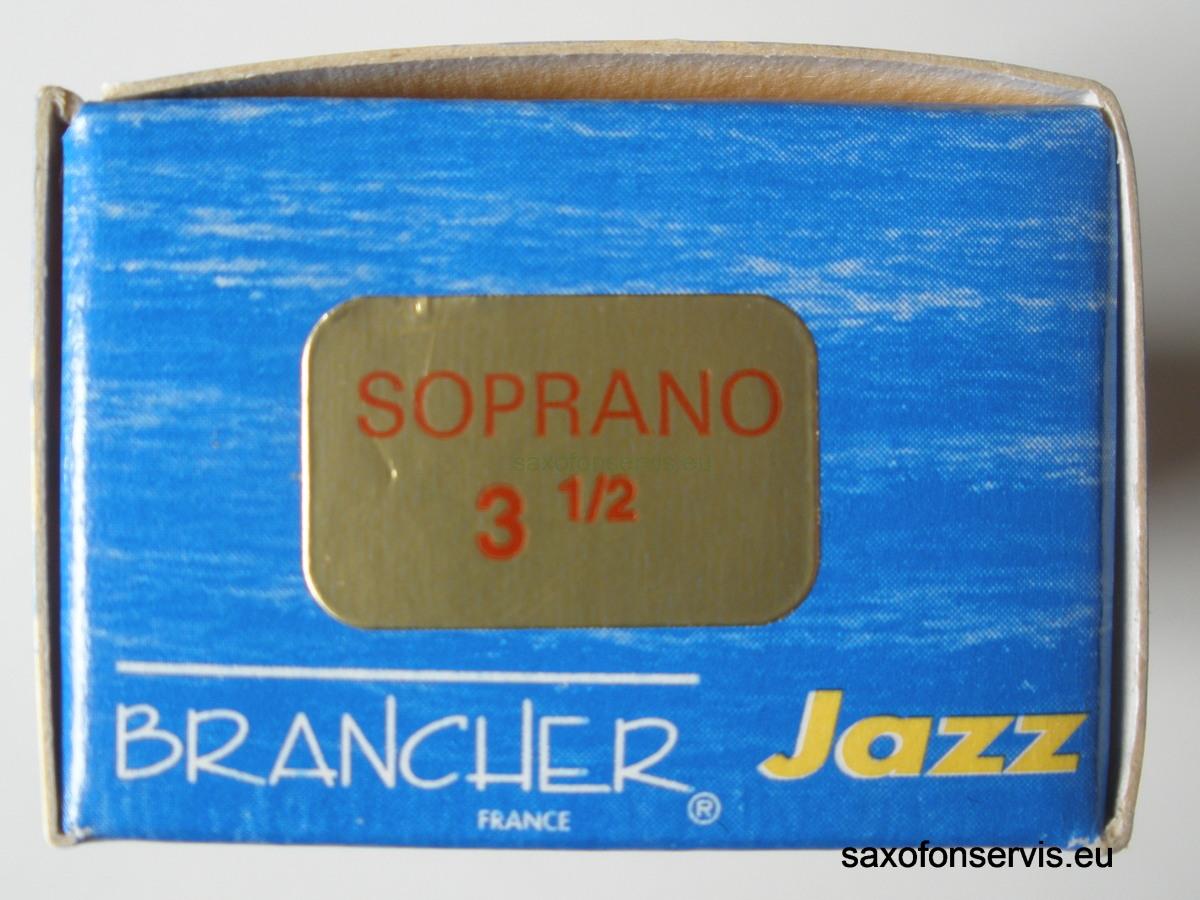 SOPRANO
saxofonservis.eu
3 1/2
BRANCHER Jazz
®
FRANCE
saxofonservis.eu